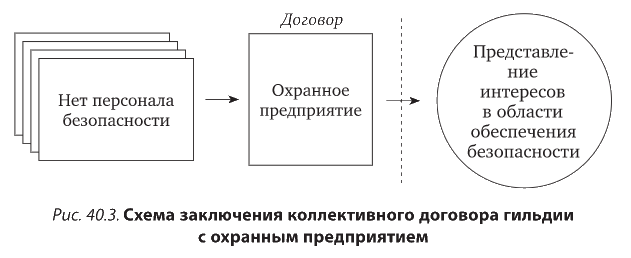 Договор
Нет персонала
безопасности
Охранное
предприятие
Представле-
ние
интересов
в области
обеспечения
безопасности
Рис. 40.3. Схема заключения коллективного договора гильдии
с охранным предприятием